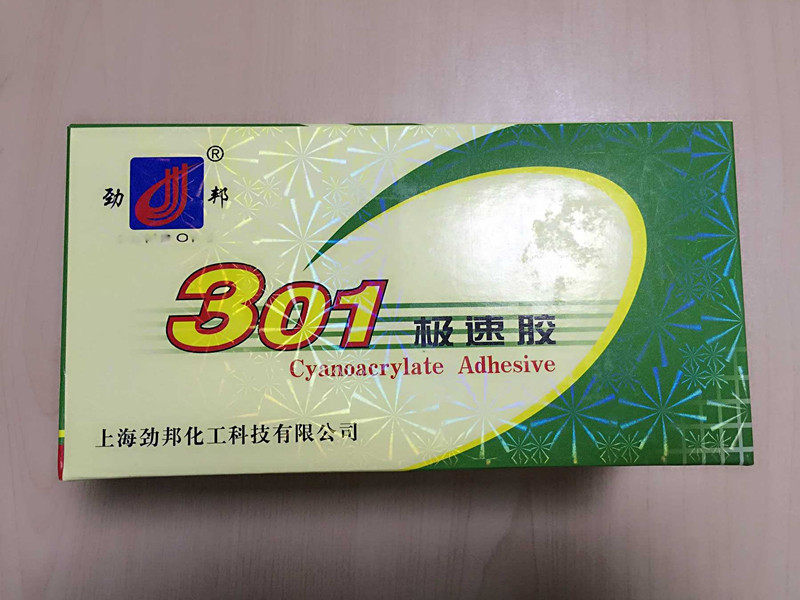 ®
劲 邦
301 极速胶
Cyanoacrylate Adhesive
上海劲邦化工科技有限公司